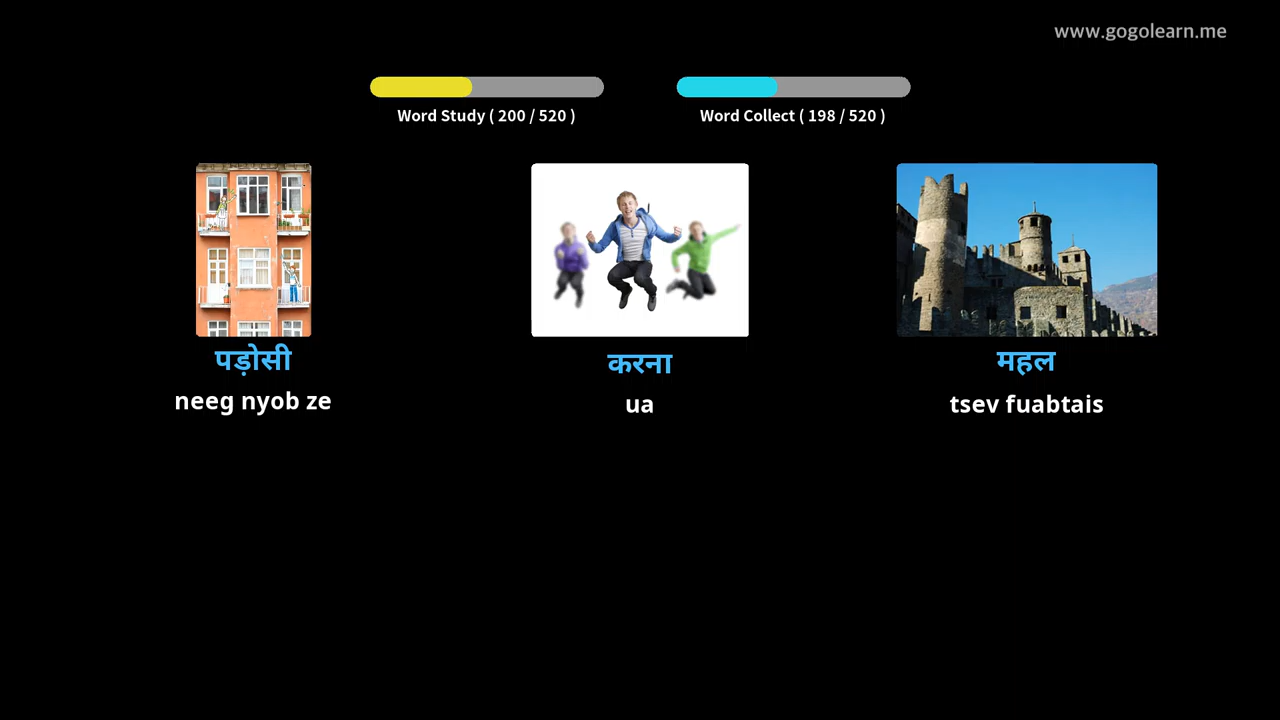 www.gogolearn.me
Word Study ( 200 / 520 )
Word Collect ( 198 / 520 )
पड़ोसी
neeg nyob ze
करना
ua
महल
tsev fuabtais